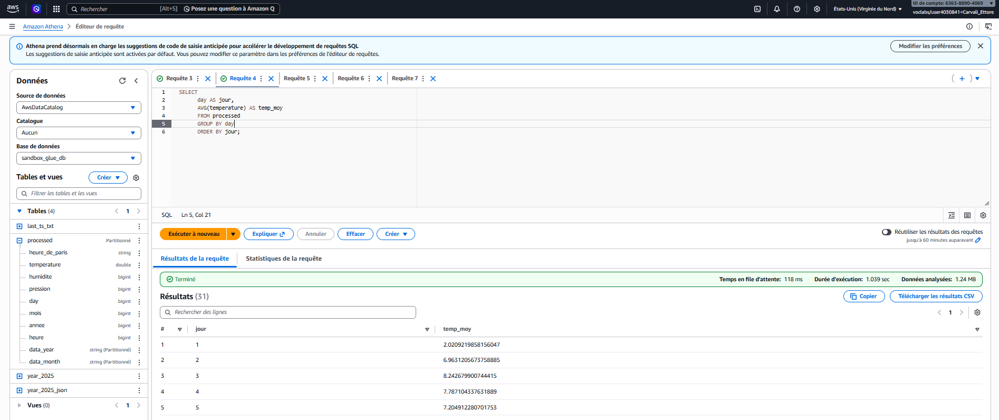 aws
Rechercher [Alt+S] Posez une question à Amazon Q États-Unis (Virginie du Nord) ID de compte: 6363-8890-4069
voclabs/user4030841=Carvali_Ettore
Amazon Athena > Éditeur de requête
Athena prend désormais en charge les suggestions de code de saisie anticipée pour accélérer le développement de requêtes SQL
Les suggestions de saisie anticipée sont activées par défaut. Vous pouvez modifier ce paramètre dans les préférences de l'éditeur de requêtes.
Modifier les préférences
Données
Source de données
AwsDataCatalog
Catalogue
Aucun
Base de données
sandbox_glue_db
Tables et vues Créer
Filtrer les tables et les vues
Tables (4) < 1 >
last_ts_txt
processed Partitionné
heure_de_paris string
temperature double
humidite bigint
pression bigint
day bigint
mois bigint
annee bigint
heure bigint
data_year string (Partitionné)
data_month string (Partitionné)
year_2025
year_2025_json
Vues (0) < 1 >
Requête 3 Requête 4 Requête 5 Requête 6 Requête 7
1 SELECT
2 day AS jour,
3 AVG(temperature) AS temp_moy
4 FROM processed
5 GROUP BY day
6 ORDER BY jour;
SQL Ln 5, Col 21
Exécuter à nouveau Expliquer Annuler Effacer Créer
Réutiliser les résultats des requêtes
jusqu'à 60 minutes auparavant
Résultats de la requête Statistiques de la requête
Terminé Temps en file d'attente: 118 ms Durée d'exécution: 1.039 sec Données analysées: 1.24 MB
Résultats (31) Copier Télécharger les résultats CSV
Rechercher des lignes < 1 >
# jour temp_moy
1 1 2.0209219858156047
2 2 6.9631205673758885
3 3 8.242679900744415
4 4 7.787104337631889
5 5 7.204912280701753